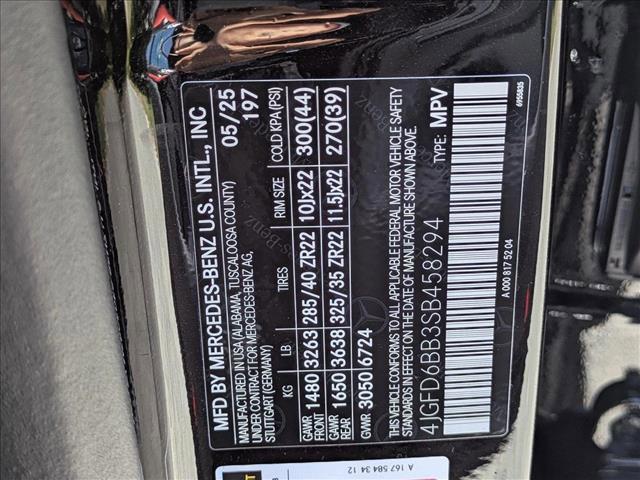 MFD BY MERCEDES-BENZ U.S. INTL., INC
MANUFACTURED IN USA (ALABAMA, TUSCALOOSA COUNTY)
UNDER CONTRACT FOR MERCEDES-BENZ AG,
STUTTGART (GERMANY)
05/25
197
KG LB TIRES RIM SIZE COLD KPA (PSI)
GAWR FRONT 1480 3263 285/40 ZR22 10Jx22 300(44)
GAWR REAR 1650 3638 325/35 ZR22 11.5Jx22 270(39)
GVWR 3050 6724
VEHICLE CONFORMS TO ALL APPLICABLE FEDERAL MOTOR VEHICLE SAFETY
STANDARDS IN EFFECT ON THE DATE OF MANUFACTURE SHOWN ABOVE.
4JGFD6BB3SB458294 TYPE: MPV
A 000 817 52 04
6955835
A 167 584 34 12